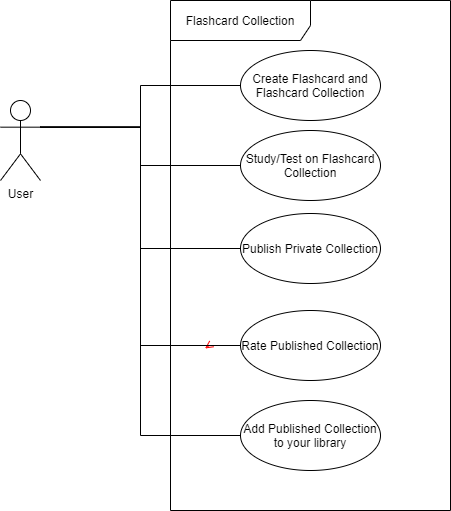 Flashcard Collection
Create Flashcard and
Flashcard Collection
Study/Test on Flashcard
Collection
User
Publish Private Collection
Rate Published Collection
Add Published Collection
to your library